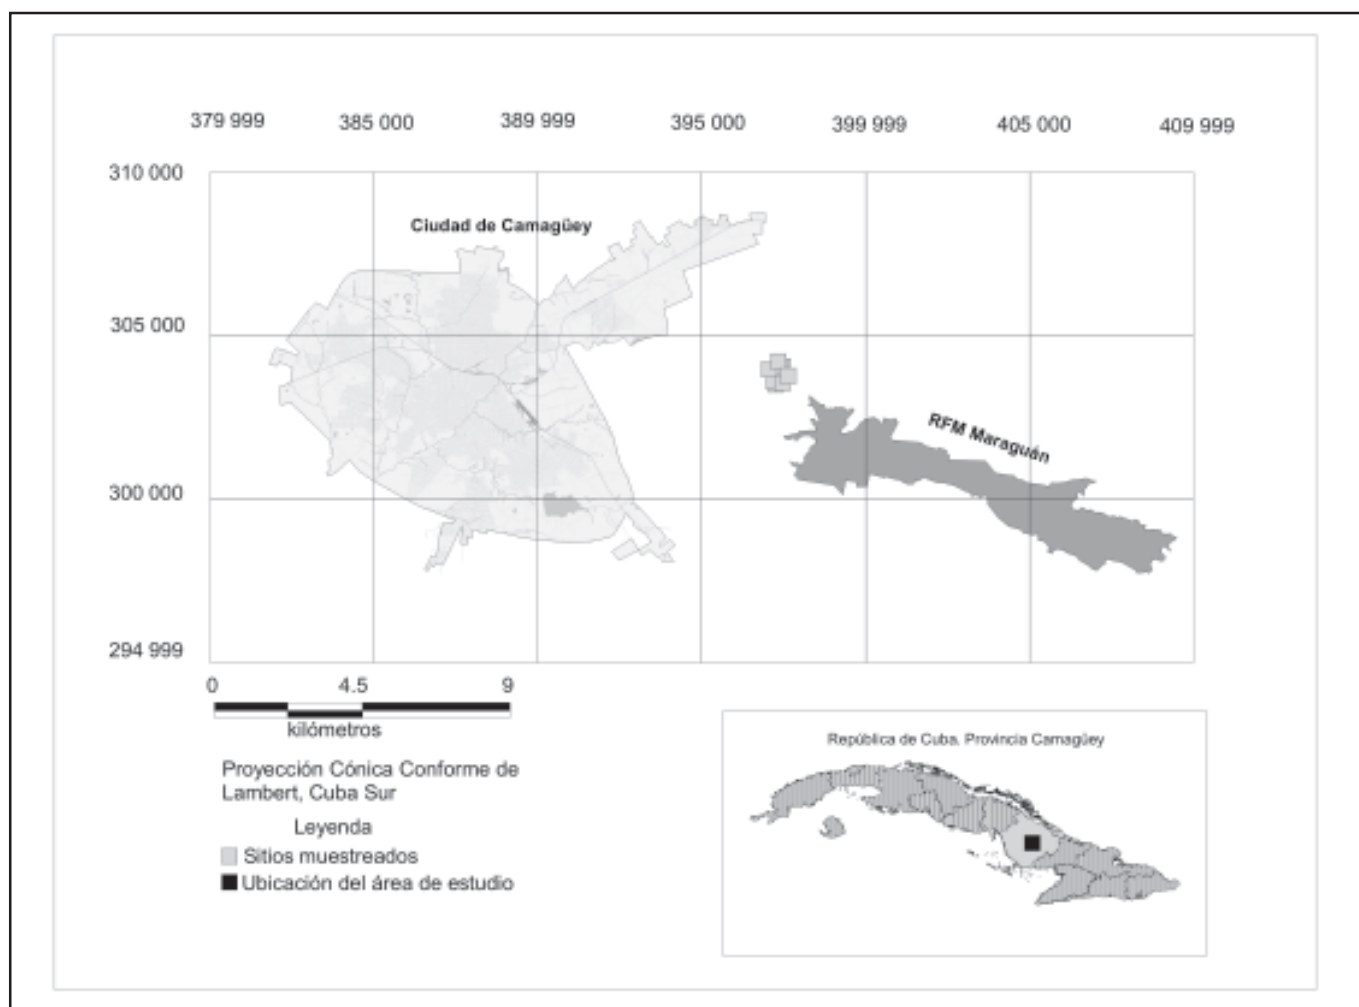 379 999 385 000 389 999 395 000 399 999 405 000 409 999
310 000
Ciudad de Camagüey
305 000
RFM Maraguán
300 000
294 999
0 4.5 9
kilómetros
República de Cuba. Provincia Camagüey
Proyección Cónica Conforme de
Lambert, Cuba Sur
Leyenda
Sitios muestreados
Ubicación del área de estudio